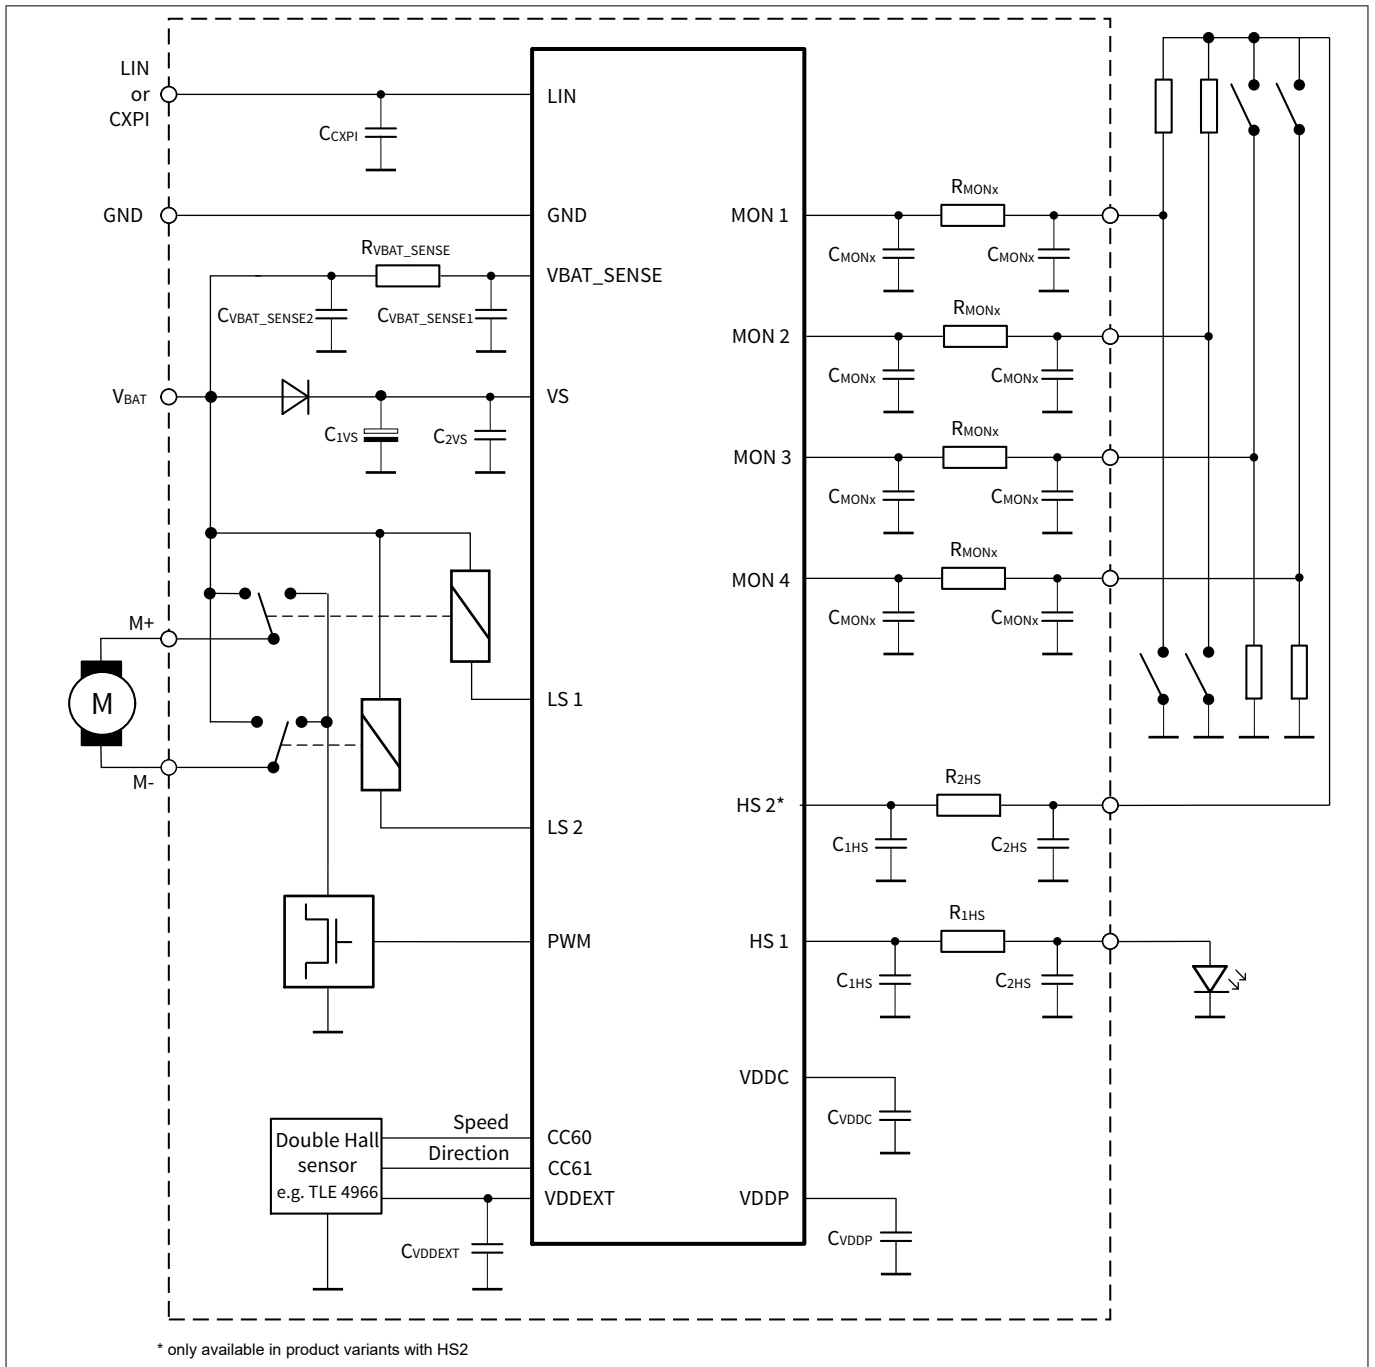 LIN
or
CXPI
LIN
CCXPI
GND
GND
RVBAT_SENSE
VBAT_SENSE
CVBAT_SENSE2
CVBAT_SENSE1
VBAT
VS
C1VS
C2VS
M+
M
M-
LS 1
LS 2
PWM
Speed
Direction
Double Hall
sensor
e.g. TLE 4966
CC60
CC61
VDDEXT
CVDDEXT
MON 1
RMONx
CMONx
CMONx
MON 2
RMONx
CMONx
CMONx
MON 3
RMONx
CMONx
CMONx
MON 4
RMONx
CMONx
CMONx
HS 2*
R2HS
C1HS
C2HS
HS 1
R1HS
C1HS
C2HS
VDDC
CVDDC
VDDP
CVDDP
* only available in product variants with HS2